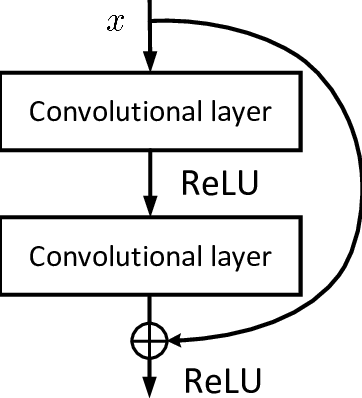 x
Convolutional layer
ReLU
Convolutional layer
ReLU